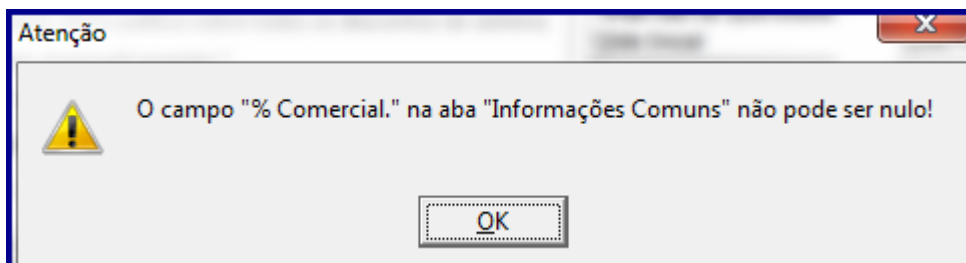 Atenção
O campo "% Comercial." na aba "Informações Comuns" não pode ser nulo!
OK